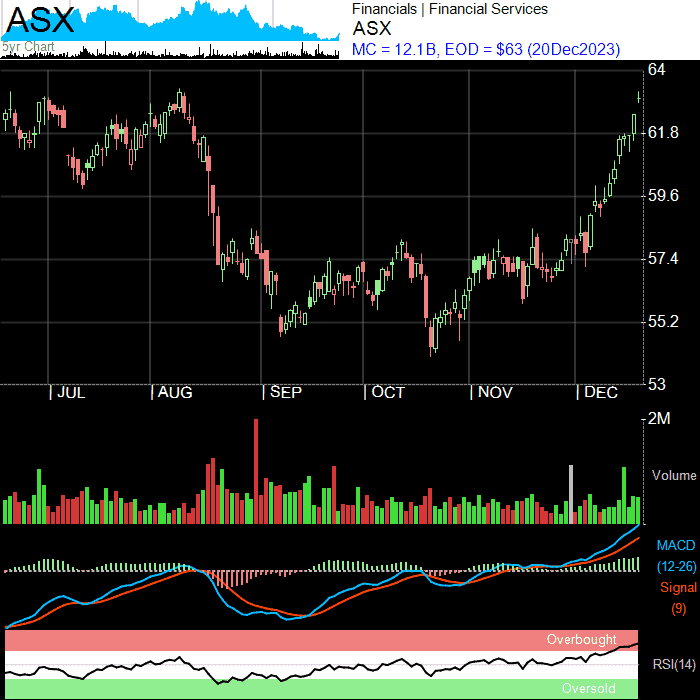 ASX
5yr Chart
Financials | Financial Services
ASX
MC = 12.1B, EOD = $63 (20Dec2023)
64
61.8
59.6
57.4
55.2
53
| JUL | AUG | SEP | OCT | NOV | DEC
2M
Volume
MACD
(12-26)
Signal
(9)
Overbought
RSI(14)
Oversold